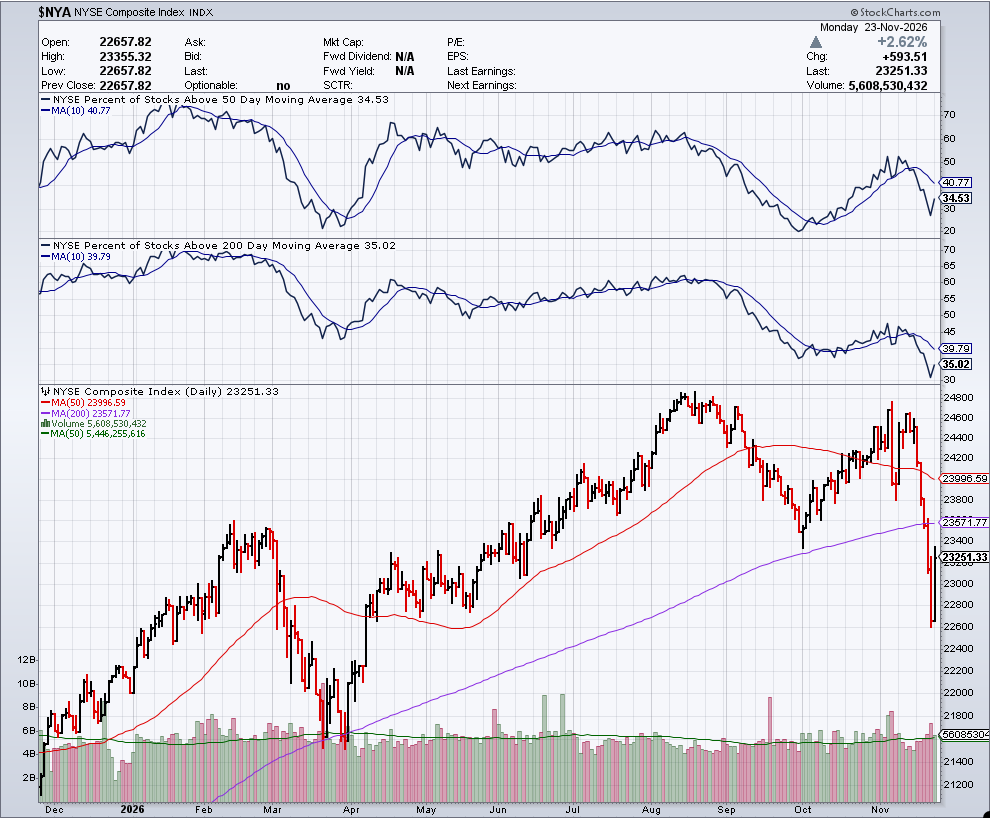 $NYA NYSE Composite Index INDX
© StockCharts.com
Monday 23-Nov-2026
Open: 22657.82 Ask: Mkt Cap: P/E: +2.62%
High: 23355.32 Bid: Fwd Dividend: N/A EPS: Chg: +593.51
Low: 22657.82 Last: Fwd Yield: N/A Last Earnings: Last: 23251.33
Prev Close: 22657.82 Optionable: no SCTR: Next Earnings: Volume: 5,608,530,432
NYSE Percent of Stocks Above 50 Day Moving Average 34.53
MA(10) 40.77
70
60
50
40.77
34.53
30
20
NYSE Percent of Stocks Above 200 Day Moving Average 35.02
MA(10) 39.79
70
65
60
55
50
45
39.79
35.02
30
NYSE Composite Index (Daily) 23251.33
MA(50) 23996.59
MA(200) 23571.77
Volume 5,608,530,432
MA(50) 5,446,255,616
24800
24600
24400
24200
23996.59
23800
23571.77
23400
23251.33
23000
22800
22600
22400
22200
22000
21800
56085304
21400
21200
12B
10B
8B
6B
4B
2B
Dec 2026 Feb Mar Apr May Jun Jul Aug Sep Oct Nov